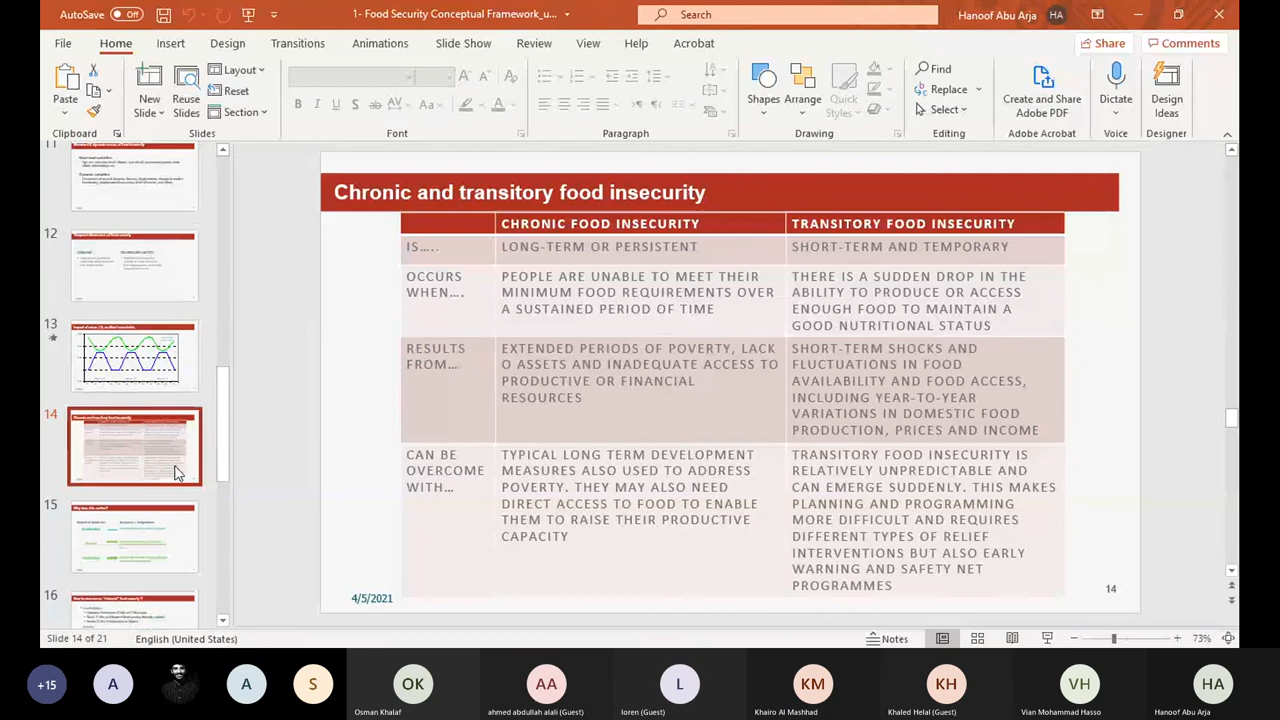 AutoSave Off
1- Food Security Conceptual Framework_u...
Search
Hanoof Abu Arja HA
File Home Insert Design Transitions Animations Slide Show Review View Help Acrobat
Share Comments
Paste
New Slide
Reuse Slides
Layout
Reset
Section
Shapes Arrange Quick Styles
Find
Replace
Select
Create and Share Adobe PDF
Dictate
Design Ideas
Clipboard Slides Font Paragraph Drawing Editing Adobe Acrobat Voice Designer
11
12
13
14
15
16
Chronic and transitory food insecurity
CHRONIC FOOD INSECURITY TRANSITORY FOOD INSECURITY
IS….. LONG-TERM OR PERSISTENT SHORT-TERM AND TEMPORARY
OCCURS WHEN….
PEOPLE ARE UNABLE TO MEET THEIR
MINIMUM FOOD REQUIREMENTS OVER
A SUSTAINED PERIOD OF TIME
THERE IS A SUDDEN DROP IN THE
ABILITY TO PRODUCE OR ACCESS
ENOUGH FOOD TO MAINTAIN A
GOOD NUTRITIONAL STATUS
RESULTS FROM…
EXTENDED PERIODS OF POVERTY, LACK
O ASSETS AND INADEQUATE ACCESS TO
PRODUCTIVE OR FINANCIAL
RESOURCES
SHORT-TERM SHOCKS AND
FLUCTUATIONS IN FOOD
AVAILABILITY AND FOOD ACCESS,
INCLUDING YEAR-TO-YEAR
VARIATIONS IN DOMESTIC FOOD
PRODUCTION, PRICES AND INCOME
CAN BE OVERCOME WITH…
TYPICAL LONG TERM DEVELOPMENT
MEASURES ALSO USED TO ADDRESS
POVERTY. THEY MAY ALSO NEED
DIRECT ACCESS TO FOOD TO ENABLE
THEM TO RAISE THEIR PRODUCTIVE
CAPACITY
TRANSITORY FOOD INSECURITY IS
RELATIVELY UNPREDICTABLE AND
CAN EMERGE SUDDENLY. THIS MAKES
PLANNING AND PROGRAMMING
MORE DIFFICULT AND REQUIRES
DIFFERENT TYPES OF RELIEF
INTERVENTIONS BUT ALSO EARLY
WARNING AND SAFETY NET
PROGRAMMES
4/5/2021
14
Slide 14 of 21 English (United States)
Notes
73%
+15 A A S OK AA L KM KH VH HA
Osman Khalaf
ahmed abdullah alali (Guest)
loren (Guest)
Khairo Al Mashhad
Khaled Helal (Guest)
Vian Mohammad Hasso
Hanoof Abu Arja